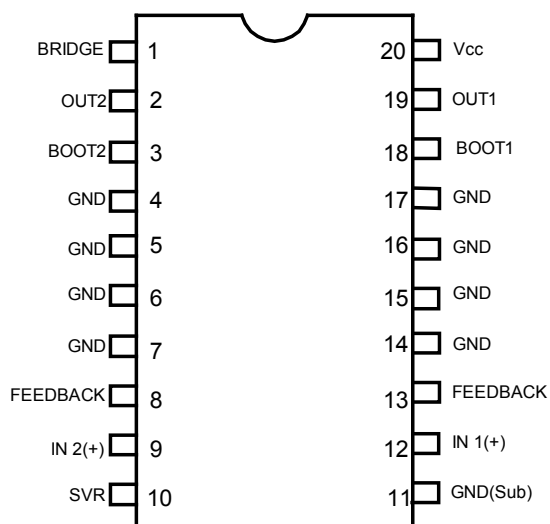 BRIDGE 1 20 Vcc
OUT2 2 19 OUT1
BOOT2 3 18 BOOT1
GND 4 17 GND
GND 5 16 GND
GND 6 15 GND
GND 7 14 GND
FEEDBACK 8 13 FEEDBACK
IN 2(+) 9 12 IN 1(+)
SVR 10 11 GND(Sub)